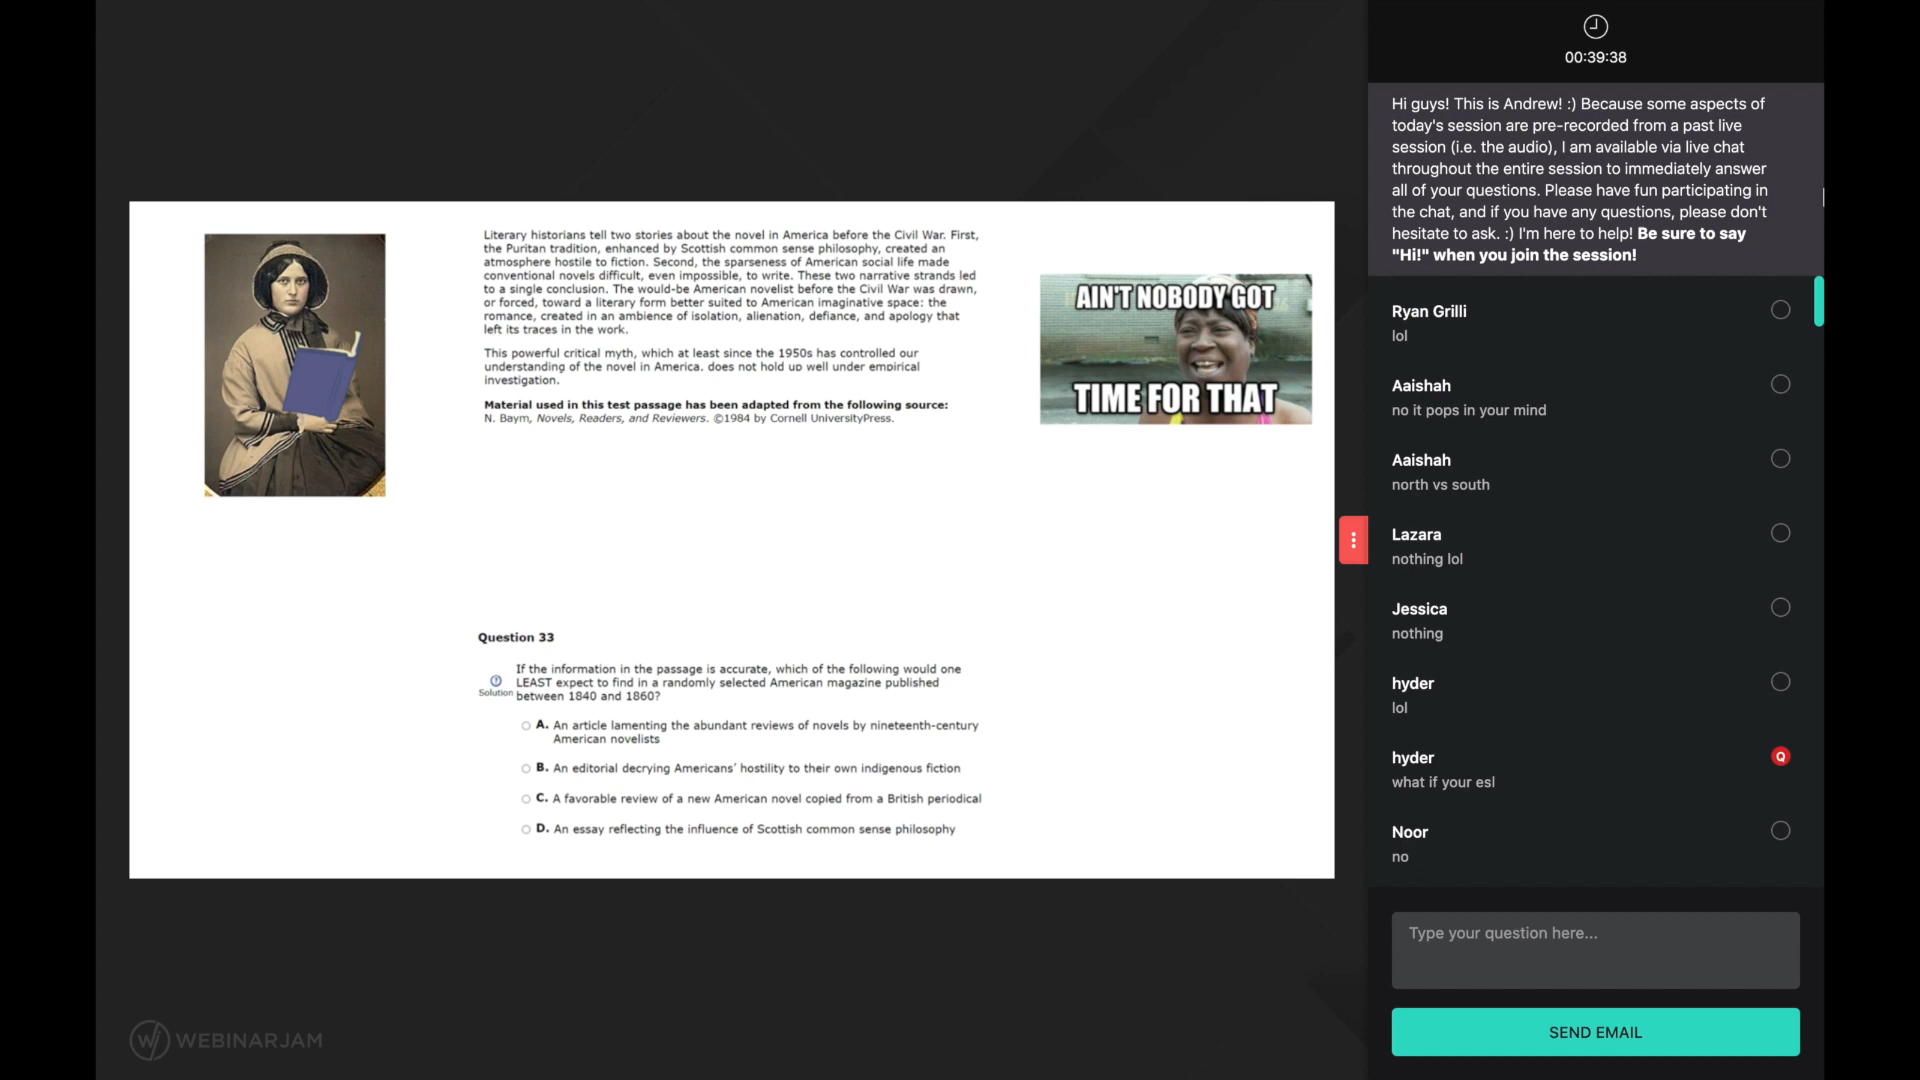 Literary historians tell two stories about the novel in America before the Civil War. First,
the Puritan tradition, enhanced by Scottish common sense philosophy, created an
atmosphere hostile to fiction. Second, the sparseness of American social life made
conventional novels difficult, even impossible, to write. These two narrative strands led
to a single conclusion. The would-be American novelist before the Civil War was drawn,
or forced, toward a literary form better suited to American imaginative space: the
romance, created in an ambience of isolation, alienation, defiance, and apology that
left its traces in the work.
This powerful critical myth, which at least since the 1950s has controlled our
understanding of the novel in America. does not hold up well under empirical
investigation.
Material used in this test passage has been adapted from the following source:
N. Baym, Novels, Readers, and Reviewers. ©1984 by Cornell UniversityPress.
AIN'T NOBODY GOT
TIME FOR THAT
Question 33
Solution
If the information in the passage is accurate, which of the following would one
LEAST expect to find in a randomly selected American magazine published
between 1840 and 1860?
A. An article lamenting the abundant reviews of novels by nineteenth-century
American novelists
B. An editorial decrying Americans' hostility to their own indigenous fiction
C. A favorable review of a new American novel copied from a British periodical
D. An essay reflecting the influence of Scottish common sense philosophy
WEBINARJAM
00:39:38
Hi guys! This is Andrew! :) Because some aspects of
today's session are pre-recorded from a past live
session (i.e. the audio), I am available via live chat
throughout the entire session to immediately answer
all of your questions. Please have fun participating in
the chat, and if you have any questions, please don't
hesitate to ask. :) I'm here to help! Be sure to say
"Hi!" when you join the session!
Ryan Grilli
lol
Aaishah
no it pops in your mind
Aaishah
north vs south
Lazara
nothing lol
Jessica
nothing
hyder
lol
hyder
Q
what if your esl
Noor
no
Type your question here...
SEND EMAIL